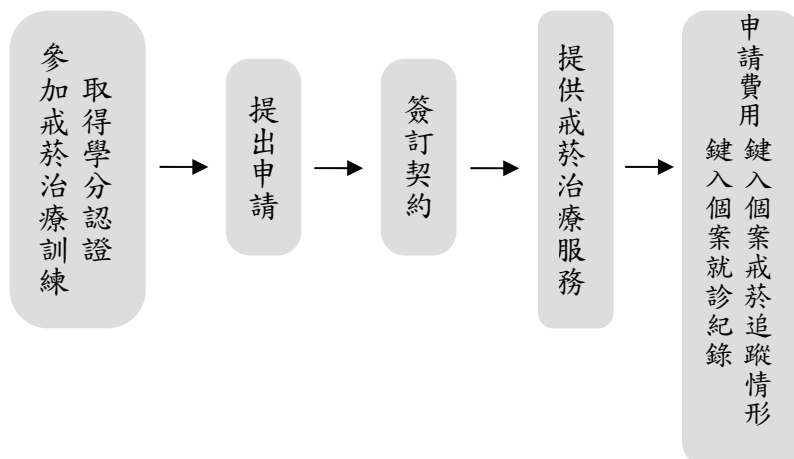 參加戒菸治療訓練
取得學分認證
提出申請
簽訂契約
提供戒菸治療服務
申請費用
鍵入個案就診紀錄
鍵入個案戒菸追蹤情形